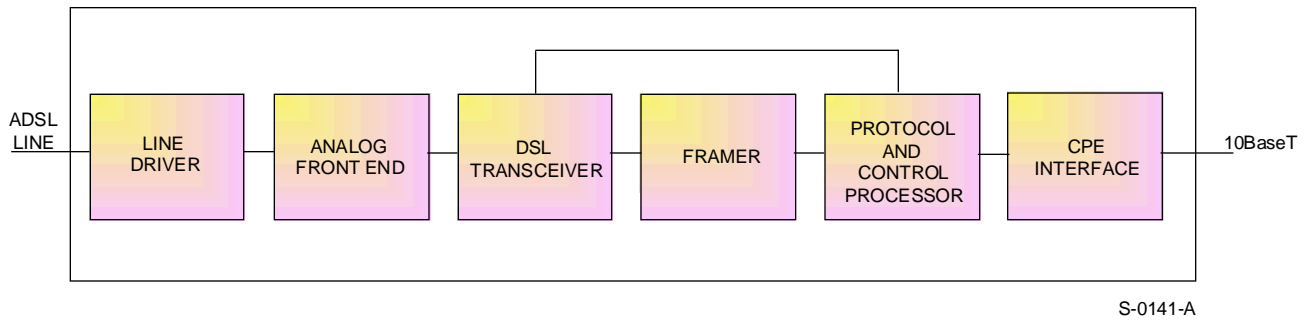 ADSL
LINE
LINE
DRIVER
ANALOG
FRONT END
DSL
TRANSCEIVER
FRAMER
PROTOCOL
AND
CONTROL
PROCESSOR
CPE
INTERFACE
10BaseT
S-0141-A